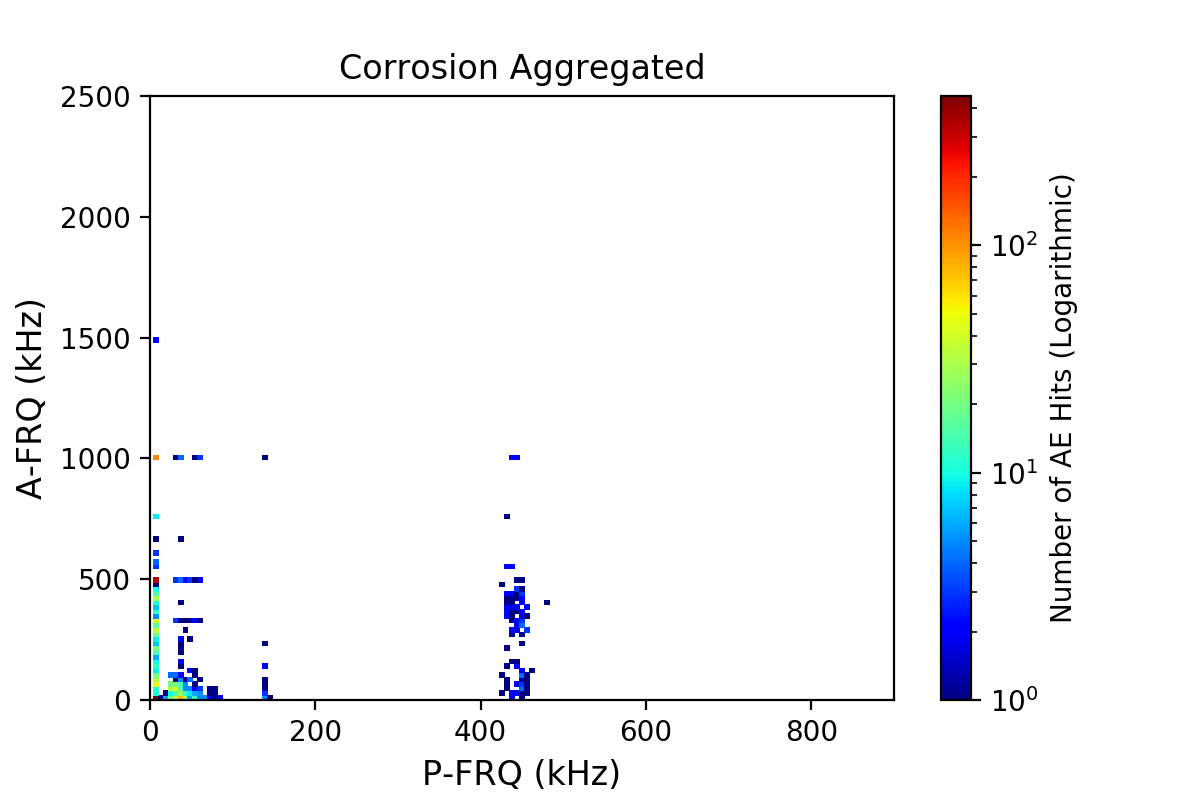 Corrosion Aggregated
2500
2000
1500
1000
500
0
A-FRQ (kHz)
0 200 400 600 800
P-FRQ (kHz)
10²
10¹
10⁰
Number of AE Hits (Logarithmic)